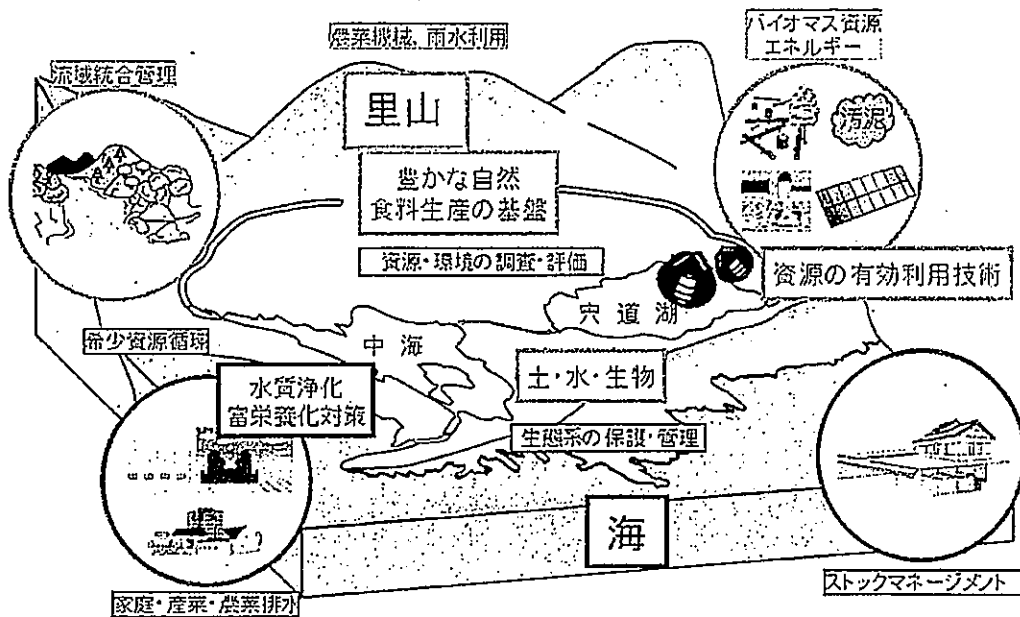 バイオマス資源
エネルギー
農業機械、雨水利用
流域統合管理
里山
汚泥
豊かな自然
食料生産の基盤
資源・環境の調査・評価
資源の有効利用技術
宍道湖
希少資源循環
中海
土・水・生物
水質浄化
富栄養化対策
生態系の保護・管理
海
ストックマネージメント
家庭・産業・農業排水